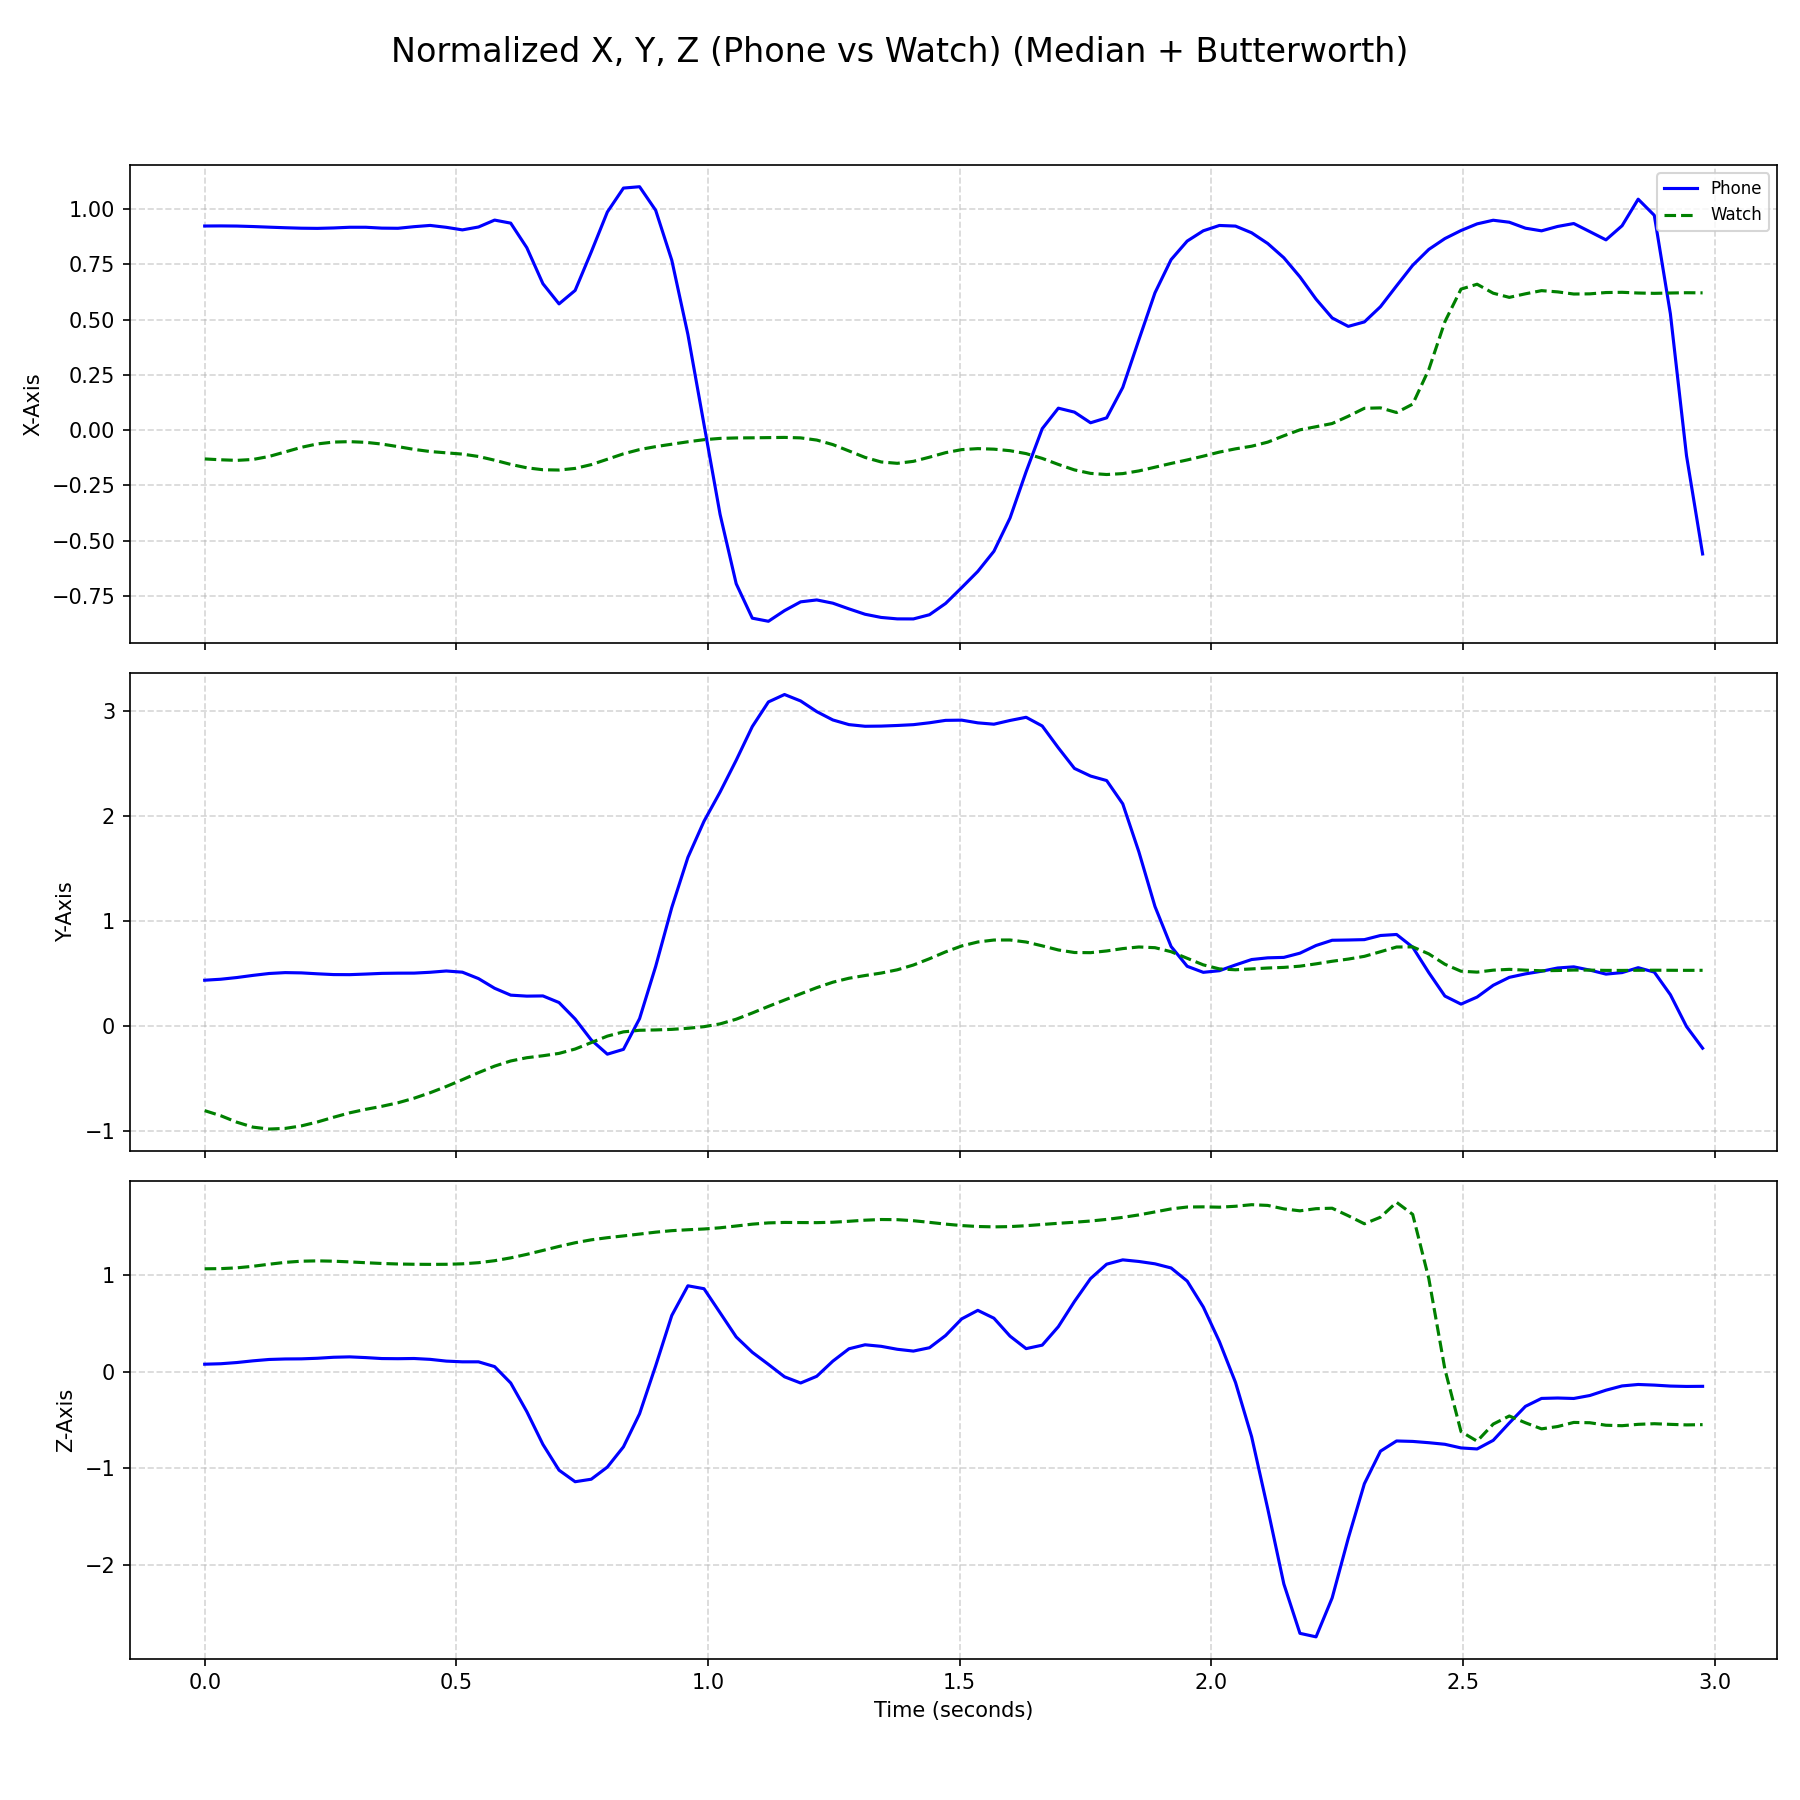 Normalized X, Y, Z (Phone vs Watch) (Median + Butterworth)
Phone
Watch
1.00
0.75
0.50
0.25
0.00
−0.25
−0.50
−0.75
X-Axis
3
2
1
0
−1
Y-Axis
1
0
−1
−2
Z-Axis
0.0 0.5 1.0 1.5 2.0 2.5 3.0
Time (seconds)